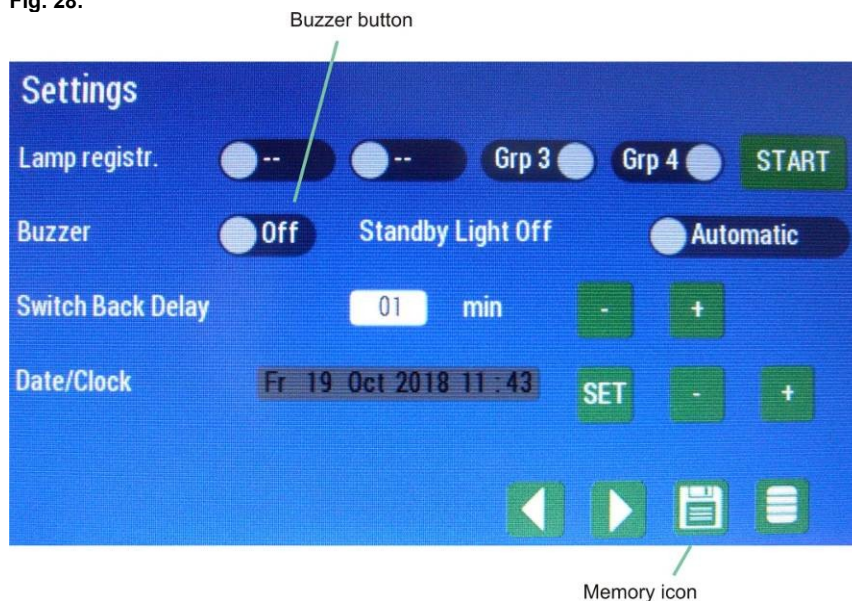 Fig. 28:
Buzzer button
Settings
Lamp registr. -- -- Grp 3 Grp 4 START
Buzzer Off Standby Light Off Automatic
Switch Back Delay 01 min - +
Date/Clock Fr 19 Oct 2018 11 : 43 SET - +
Memory icon